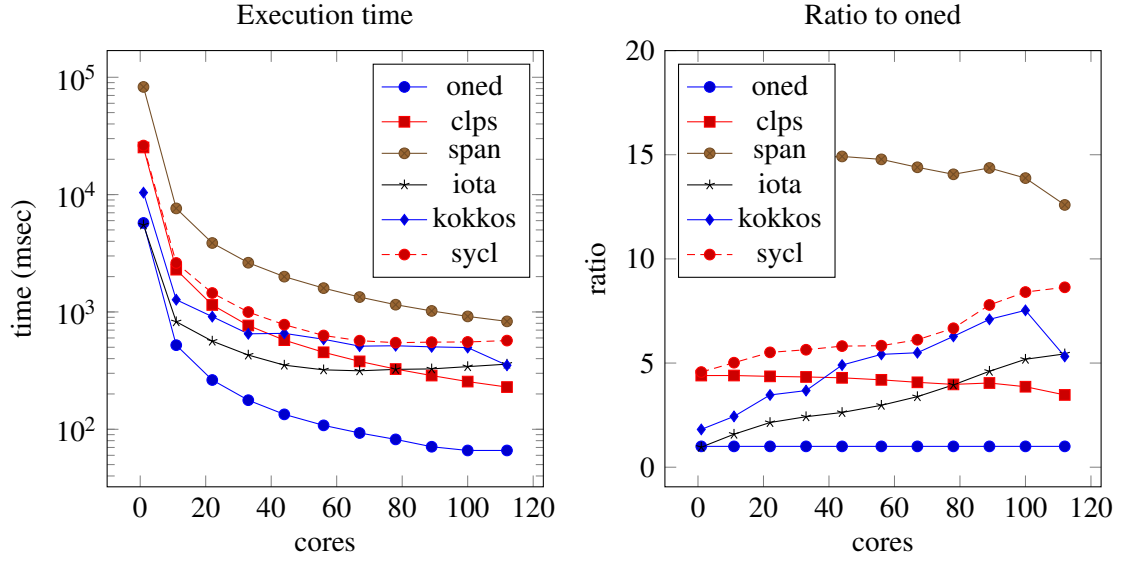 Execution time
time (msec)
10^5
10^4
10^3
10^2
oned
clps
span
iota
kokkos
sycl
0 20 40 60 80 100 120
cores
Ratio to oned
ratio
20
15
10
5
0
oned
clps
span
iota
kokkos
sycl
0 20 40 60 80 100 120
cores